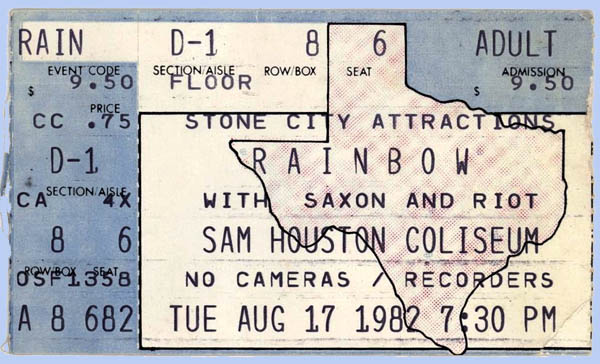 RAIN D-1 8 6 ADULT
EVENT CODE SECTION/AISLE ROW/BOX SEAT ADMISSION
$ 9.50 FLOOR $ 9.50
PRICE
CC .75 STONE CITY ATTRACTIONS
D-1 RAINBOW
SECTION/AISLE
CA 4X WITH SAXON AND RIOT
8 6 SAM HOUSTON COLISEUM
ROW/BOX SEAT
OSF1358 NO CAMERAS / RECORDERS
A 8 682 TUE AUG 17 1982 7:30 PM